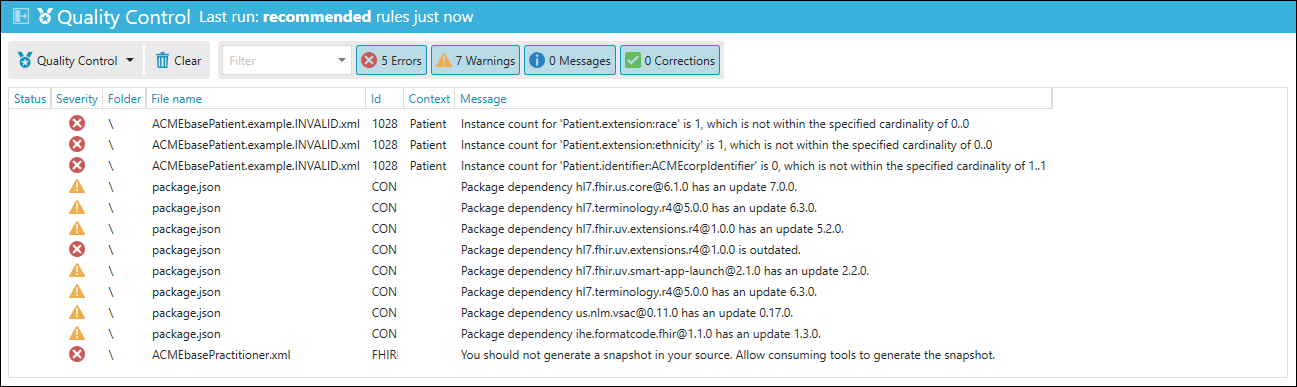 Quality Control Last run: recommended rules just now
Quality Control Clear Filter 5 Errors 7 Warnings 0 Messages 0 Corrections
Status Severity Folder File name Id Context Message
\ ACMEbasePatient.example.INVALID.xml 1028 Patient Instance count for 'Patient.extension:race' is 1, which is not within the specified cardinality of 0..0
\ ACMEbasePatient.example.INVALID.xml 1028 Patient Instance count for 'Patient.extension:ethnicity' is 1, which is not within the specified cardinality of 0..0
\ ACMEbasePatient.example.INVALID.xml 1028 Patient Instance count for 'Patient.identifier:ACMEcorpIdentifier' is 0, which is not within the specified cardinality of 1..1
\ package.json CON Package dependency hl7.fhir.us.core@6.1.0 has an update 7.0.0.
\ package.json CON Package dependency hl7.terminology.r4@5.0.0 has an update 6.3.0.
\ package.json CON Package dependency hl7.fhir.uv.extensions.r4@1.0.0 has an update 5.2.0.
\ package.json CON Package dependency hl7.fhir.uv.extensions.r4@1.0.0 is outdated.
\ package.json CON Package dependency hl7.fhir.uv.smart-app-launch@2.1.0 has an update 2.2.0.
\ package.json CON Package dependency hl7.terminology.r4@5.0.0 has an update 6.3.0.
\ package.json CON Package dependency us.nlm.vsac@0.11.0 has an update 0.17.0.
\ package.json CON Package dependency ihe.formatcode.fhir@1.1.0 has an update 1.3.0.
\ ACMEbasePractitioner.xml FHIR You should not generate a snapshot in your source. Allow consuming tools to generate the snapshot.